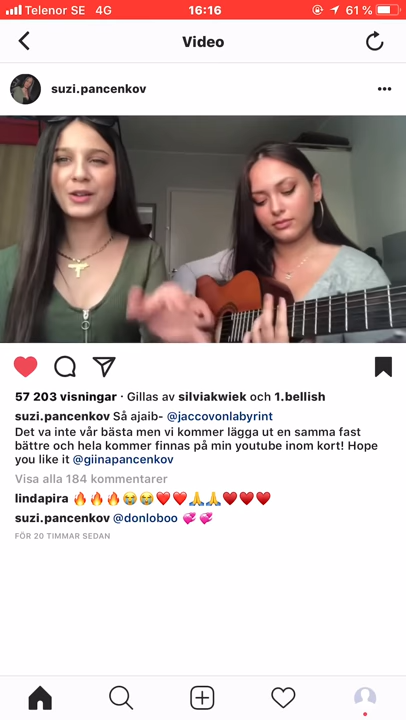 Telenor SE 4G 16:16 61 %
Video
suzi.pancenkov
57 203 visningar · Gillas av silviakwiek och 1.bellish
suzi.pancenkov Så ajaib- @jaccovonlabyrint
Det va inte vår bästa men vi kommer lägga ut en samma fast
bättre och hela kommer finnas på min youtube inom kort! Hope
you like it @giinapancenkov
Visa alla 184 kommentarer
lindapira 🔥🔥🔥😭😭❤️❤️🙏🙏♥️♥️♥️
suzi.pancenkov @donloboo 💞💞
FÖR 20 TIMMAR SEDAN